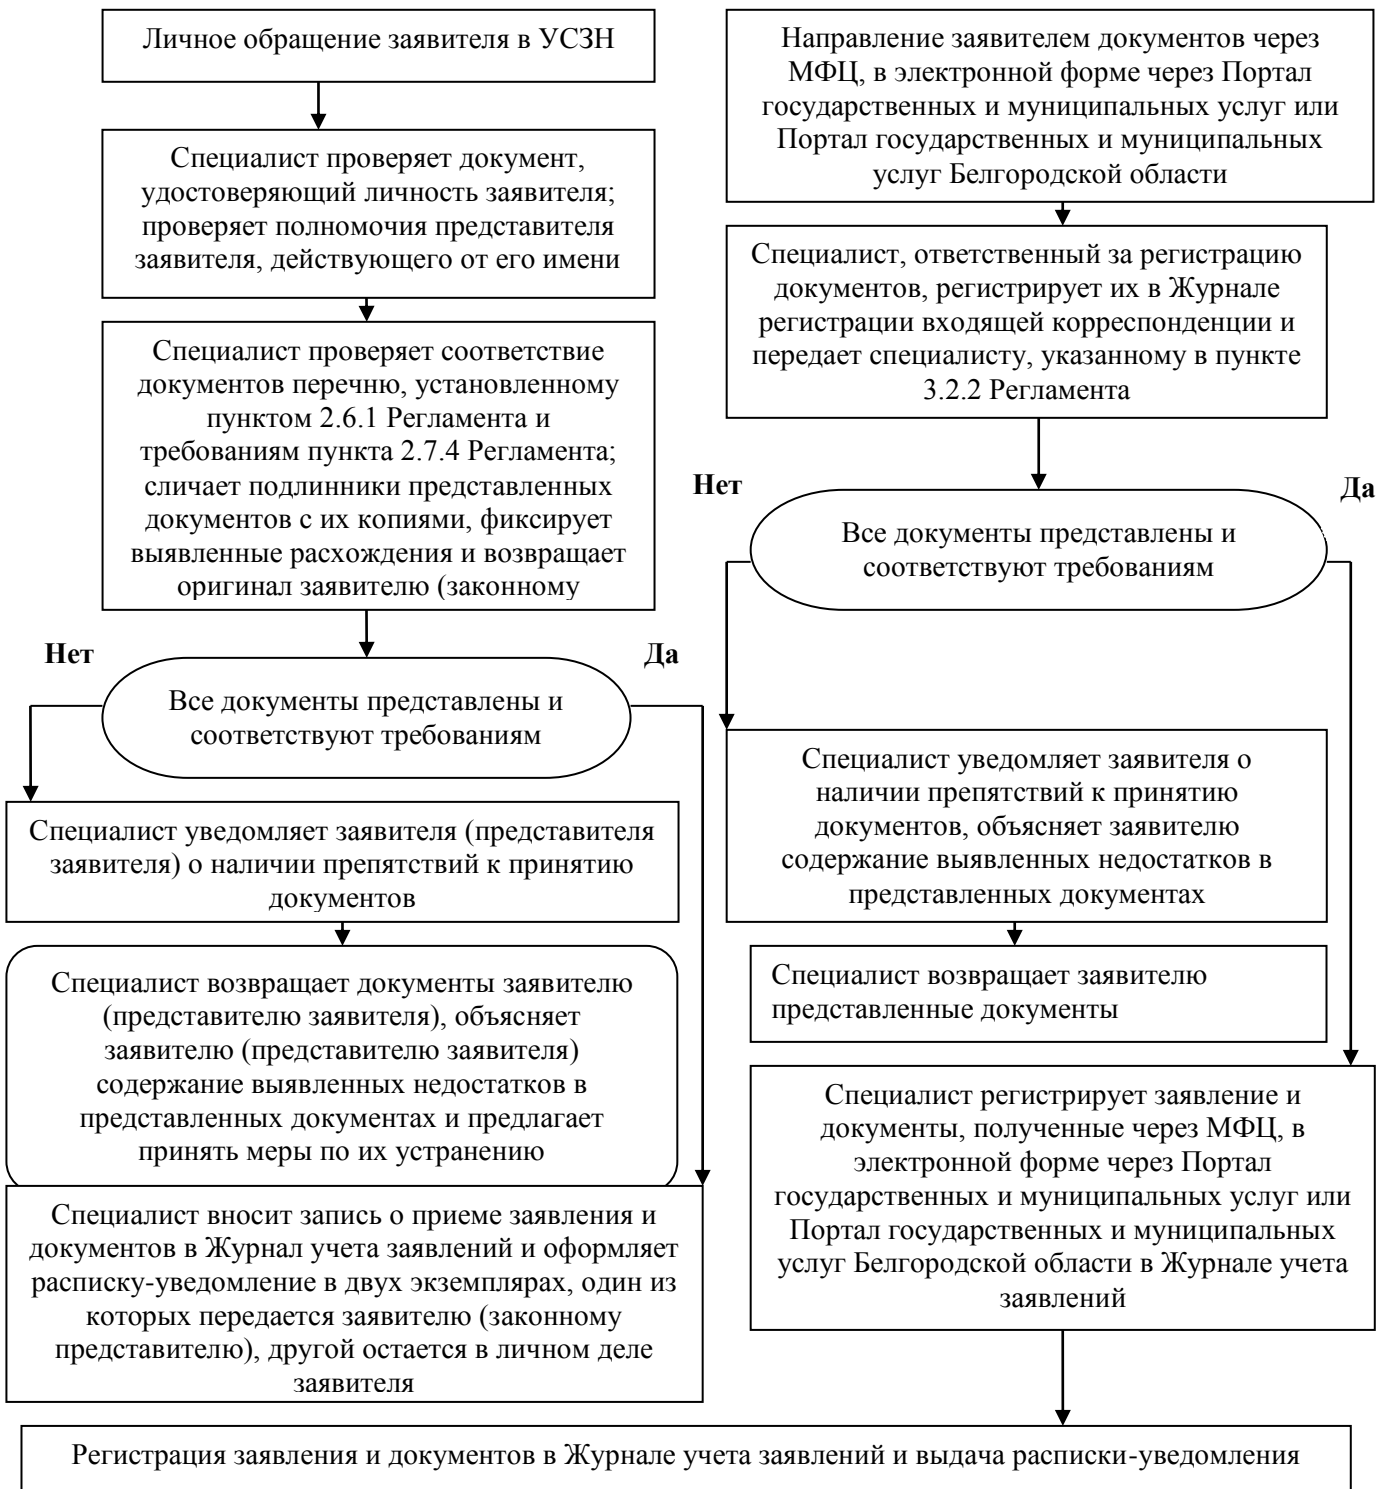 Личное обращение заявителя в УСЗН
Специалист проверяет документ,
удостоверяющий личность заявителя;
проверяет полномочия представителя
заявителя, действующего от его имени
Специалист проверяет соответствие
документов перечню, установленному
пунктом 2.6.1 Регламента и
требованиям пункта 2.7.4 Регламента;
сличает подлинники представленных
документов с их копиями, фиксирует
выявленные расхождения и возвращает
оригинал заявителю (законному
Нет
Да
Все документы представлены и
соответствуют требованиям
Специалист уведомляет заявителя (представителя
заявителя) о наличии препятствий к принятию
документов
Специалист возвращает документы заявителю
(представителю заявителя), объясняет
заявителю (представителю заявителя)
содержание выявленных недостатков в
представленных документах и предлагает
принять меры по их устранению
Специалист вносит запись о приеме заявления и
документов в Журнал учета заявлений и оформляет
расписку-уведомление в двух экземплярах, один из
которых передается заявителю (законному
представителю), другой остается в личном деле
заявителя
Направление заявителем документов через
МФЦ, в электронной форме через Портал
государственных и муниципальных услуг или
Портал государственных и муниципальных
услуг Белгородской области
Специалист, ответственный за регистрацию
документов, регистрирует их в Журнале
регистрации входящей корреспонденции и
передает специалисту, указанному в пункте
3.2.2 Регламента
Нет
Да
Все документы представлены и
соответствуют требованиям
Специалист уведомляет заявителя о
наличии препятствий к принятию
документов, объясняет заявителю
содержание выявленных недостатков в
представленных документах
Специалист возвращает заявителю
представленные документы
Специалист регистрирует заявление и
документы, полученные через МФЦ, в
электронной форме через Портал
государственных и муниципальных услуг или
Портал государственных и муниципальных
услуг Белгородской области в Журнале учета
заявлений
Регистрация заявления и документов в Журнале учета заявлений и выдача расписки-уведомления